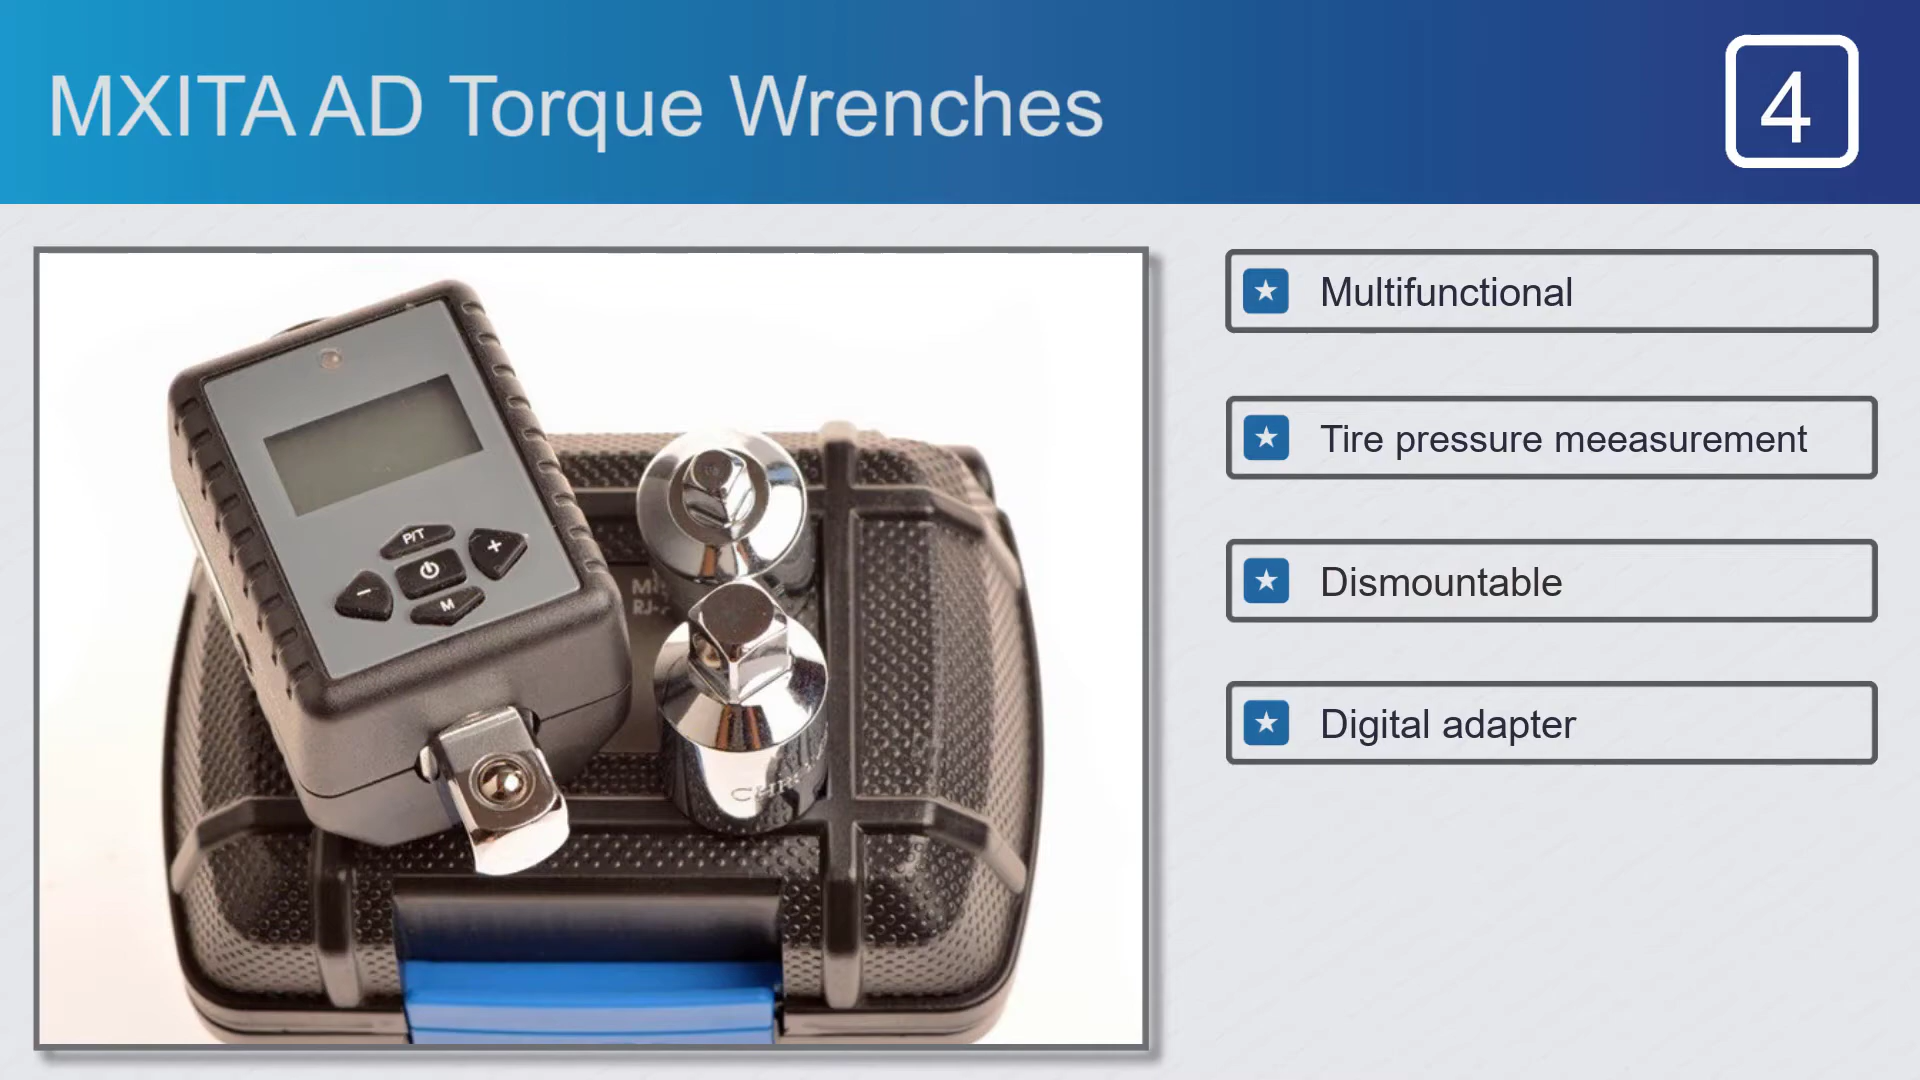 MXITA AD Torque Wrenches
4
Multifunctional
Tire pressure meeasurement
Dismountable
Digital adapter
P/T
+
-
M